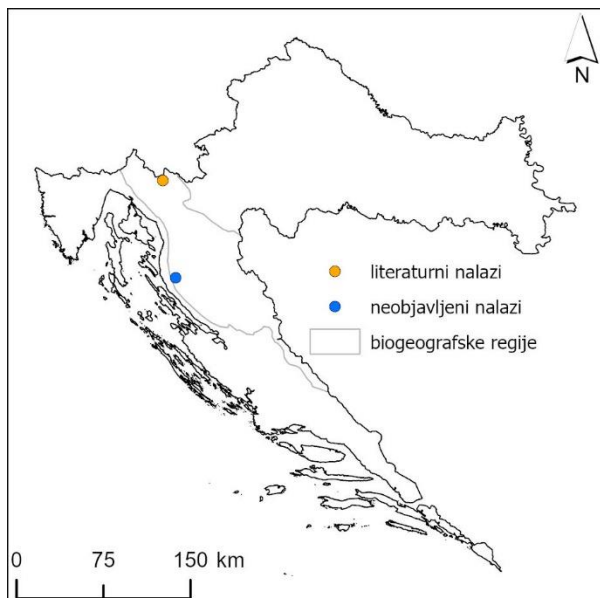 N
literaturni nalazi
neobjavljeni nalazi
biogeografske regije
0 75 150 km